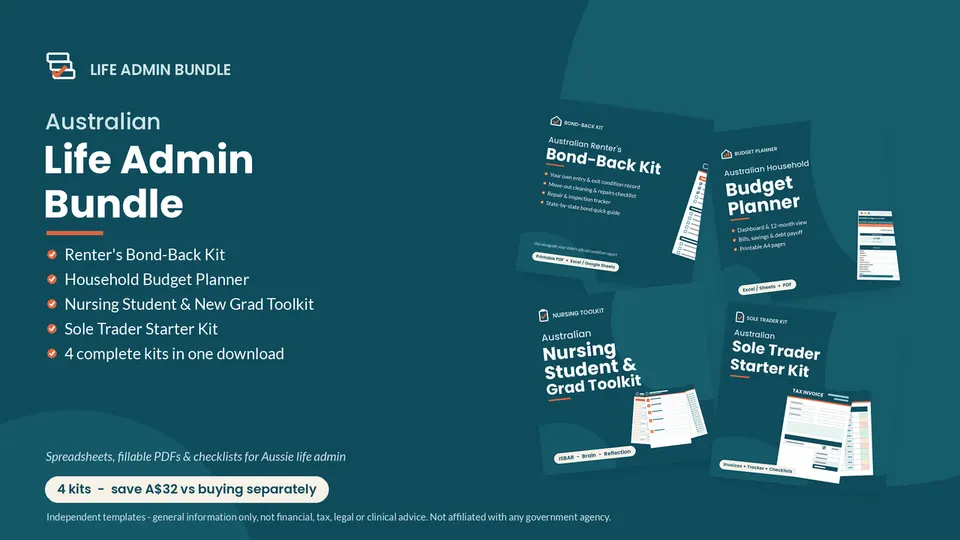 LIFE ADMIN BUNDLE
Australian
Life Admin
Bundle
Renter's Bond-Back Kit
Household Budget Planner
Nursing Student & New Grad Toolkit
Sole Trader Starter Kit
4 complete kits in one download
Spreadsheets, fillable PDFs & checklists for Aussie life admin
4 kits - save A$32 vs buying separately
Independent templates - general information only, not financial, tax, legal or clinical advice. Not affiliated with any government agency.
BOND-BACK KIT
Australian Renter's
Bond-Back Kit
Your own entry & exit condition record
Move-out cleaning & repairs checklist
Repair & inspection tracker
State-by-state bond quick guide
Use alongside your state's official condition report
Printable PDF + Excel / Google Sheets
BUDGET PLANNER
Australian Household
Budget
Planner
Dashboard & 12-month view
Bills, savings & debt payoff
Printable A4 pages
Excel / Sheets + PDF
NURSING TOOLKIT
Australian
Nursing
Student &
Grad Toolkit
ISBAR - Brain - Reflection
SOLE TRADER KIT
Australian
Sole Trader
Starter Kit
TAX INVOICE
Invoices + Tracker + Checklists